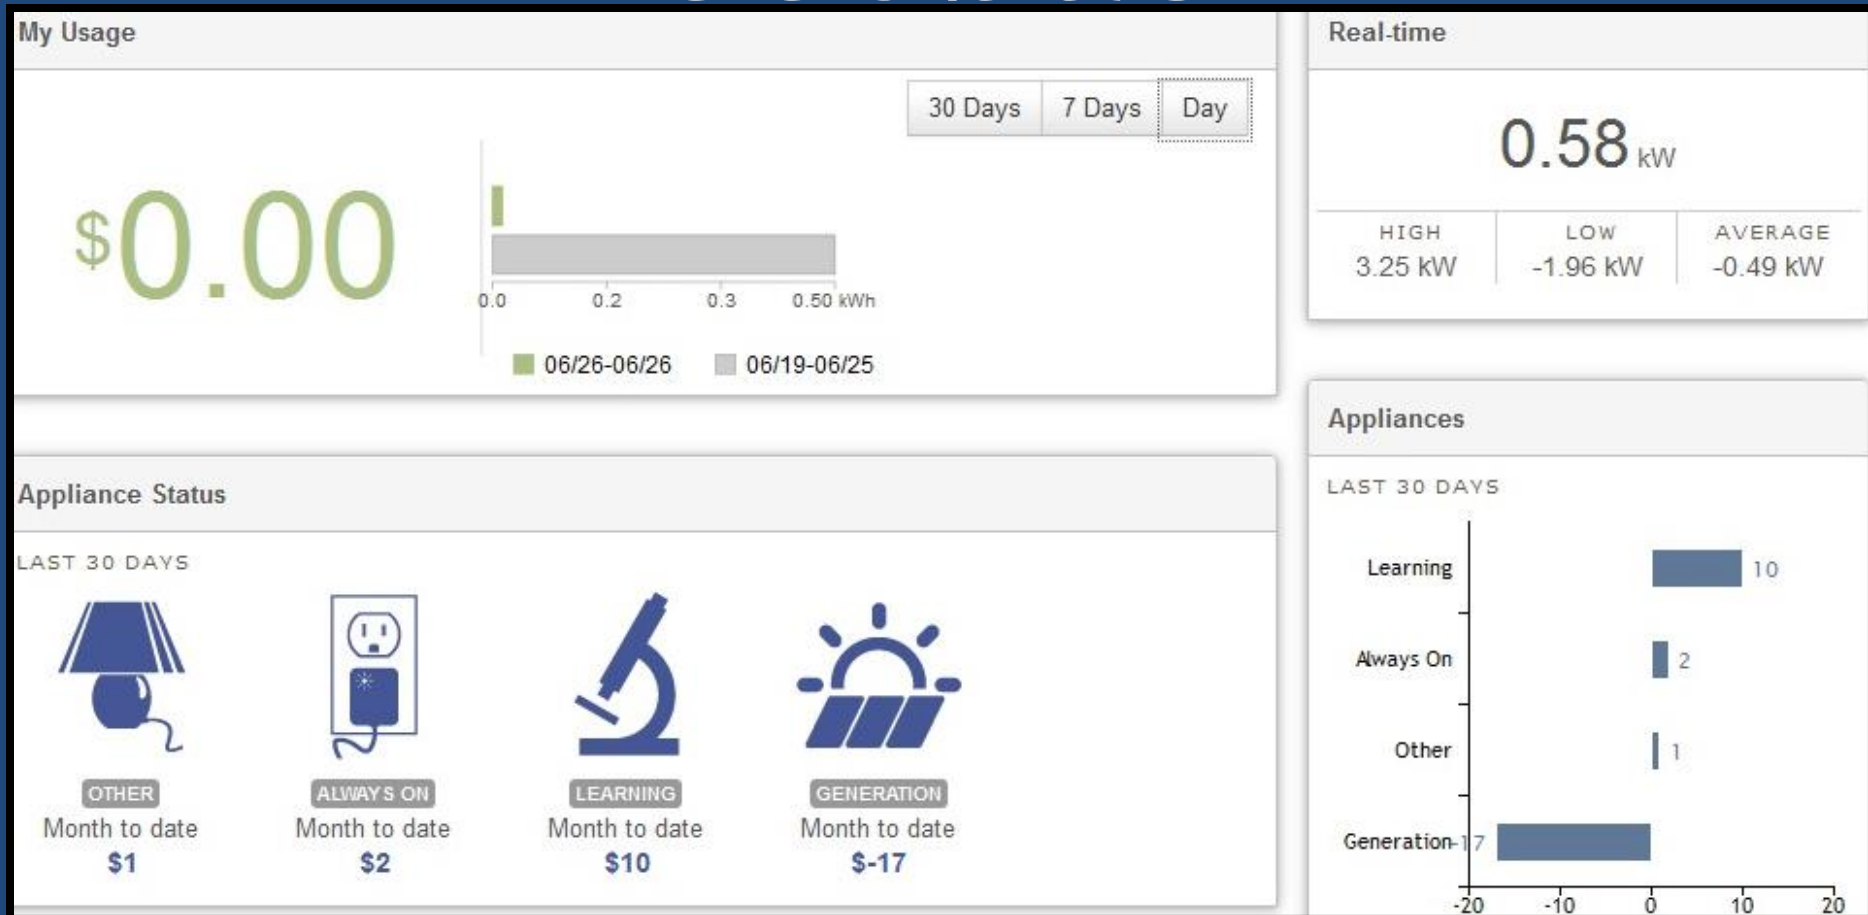 My Usage
30 Days 7 Days Day
$0.00
0.0 0.2 0.3 0.50 kWh
06/26-06/26 06/19-06/25
Real-time
0.58 kW
HIGH LOW AVERAGE
3.25 kW -1.96 kW -0.49 kW
Appliance Status
LAST 30 DAYS
OTHER ALWAYS ON LEARNING GENERATION
Month to date Month to date Month to date Month to date
$1 $2 $10 $-17
Appliances
LAST 30 DAYS
Learning 10
Always On 2
Other 1
Generation -17
-20 -10 0 10 20